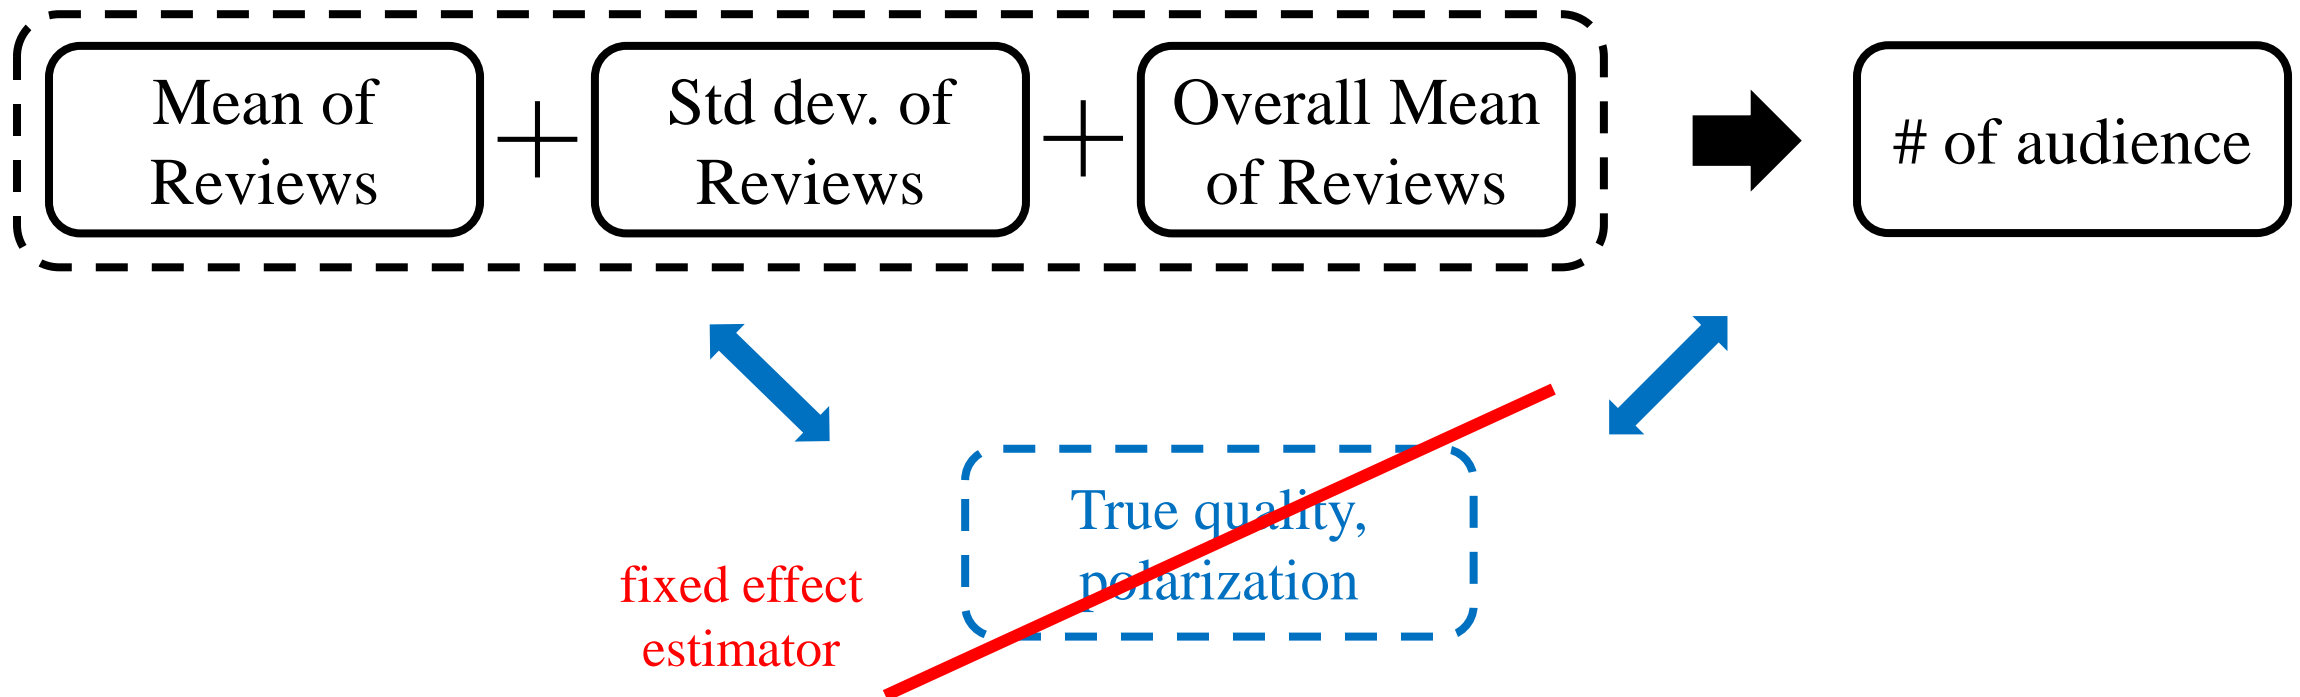 Mean of
Reviews
+
Std dev. of
Reviews
+
Overall Mean
of Reviews
# of audience
True quality,
polarization
fixed effect
estimator